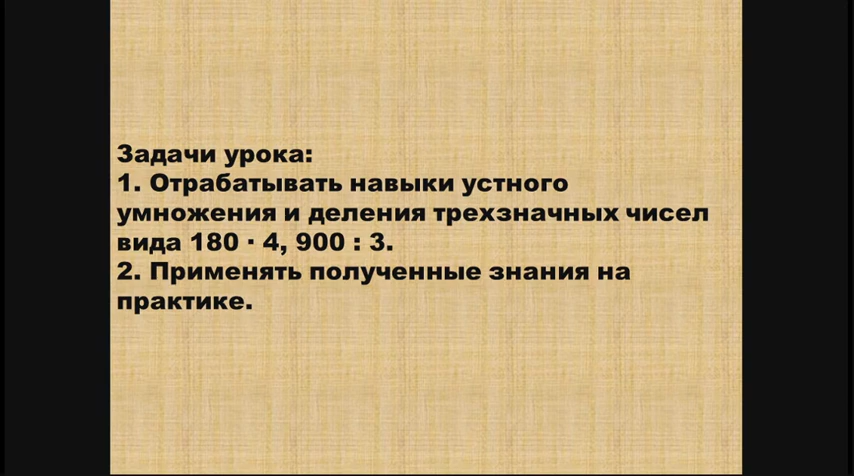 Задачи урока:
1. Отрабатывать навыки устного
умножения и деления трехзначных чисел
вида 180 · 4, 900 : 3.
2. Применять полученные знания на
практике.